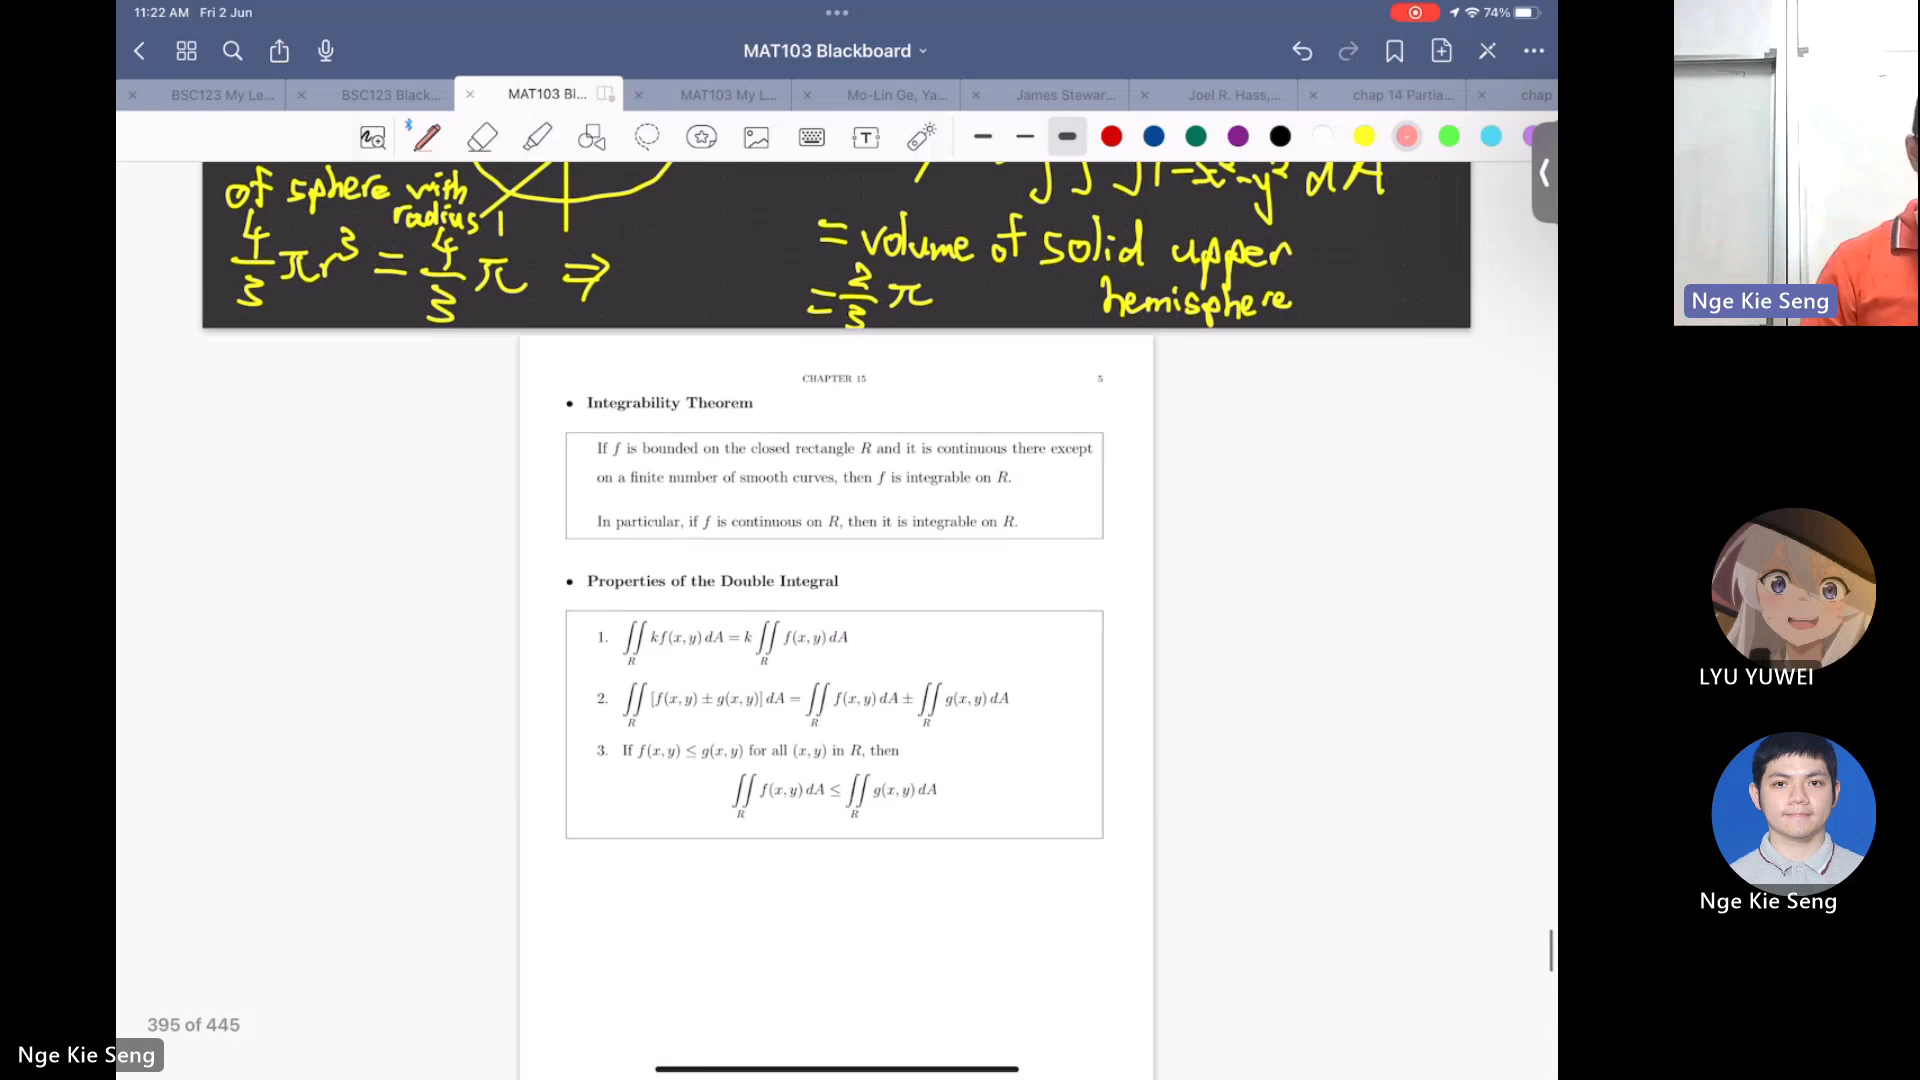 11:22 AM Fri 2 Jun
74%
MAT103 Blackboard
BSC123 My Le...
BSC123 Black...
MAT103 Bl...
MAT103 My L...
Mo-Lin Ge, Ya...
James Stewar...
Joel R. Hass,...
chap 14 Partia...
chap
of sphere with
radius 1
4/3 πr³ = 4/3 π ⇒
∫∫ √1-x²-y² dA
= volume of solid upper
hemisphere
= 2/3 π
CHAPTER 15 5
• Integrability Theorem
If f is bounded on the closed rectangle R and it is continuous there except
on a finite number of smooth curves, then f is integrable on R.
In particular, if f is continuous on R, then it is integrable on R.
• Properties of the Double Integral
1. ∬_R kf(x, y) dA = k ∬_R f(x, y) dA
2. ∬_R [f(x, y) ± g(x, y)] dA = ∬_R f(x, y) dA ± ∬_R g(x, y) dA
3. If f(x, y) ≤ g(x, y) for all (x, y) in R, then
∬_R f(x, y) dA ≤ ∬_R g(x, y) dA
395 of 445
Nge Kie Seng
Nge Kie Seng
LYU YUWEI
Nge Kie Seng